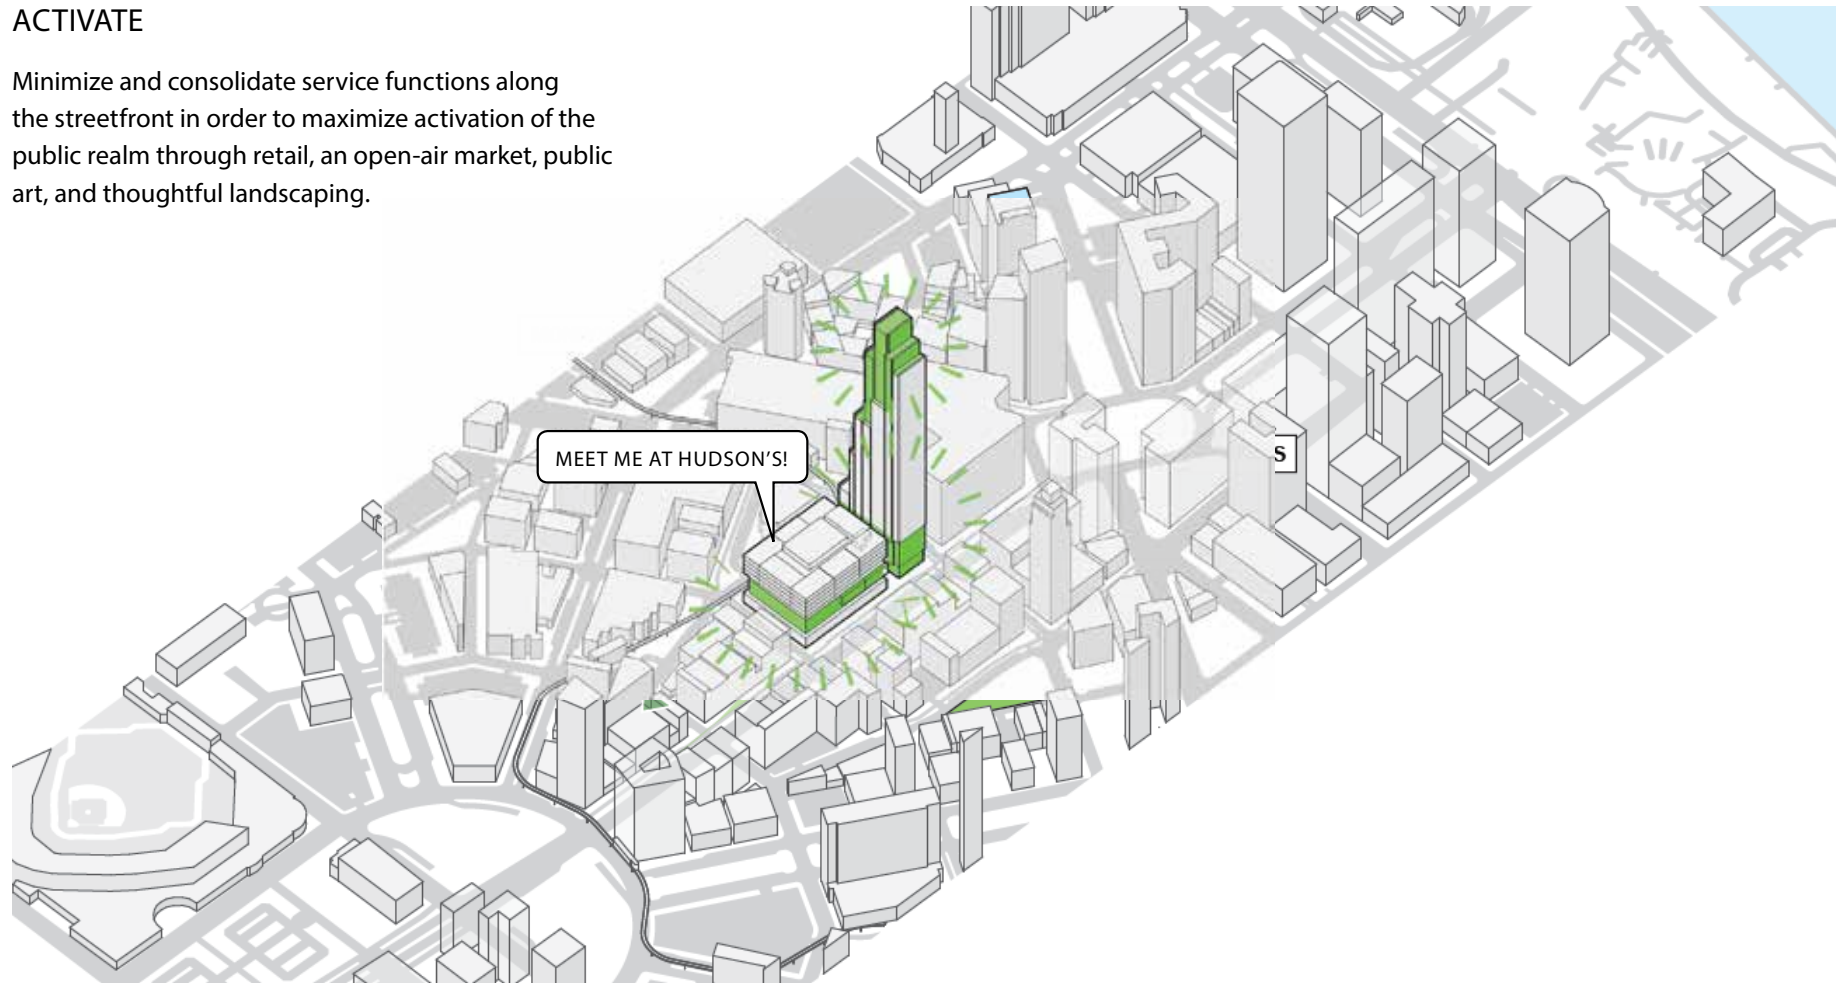 ACTIVATE
Minimize and consolidate service functions along
the streetfront in order to maximize activation of the
public realm through retail, an open-air market, public
art, and thoughtful landscaping.
MEET ME AT HUDSON'S!
S